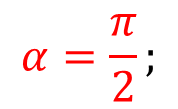 α = π/2;